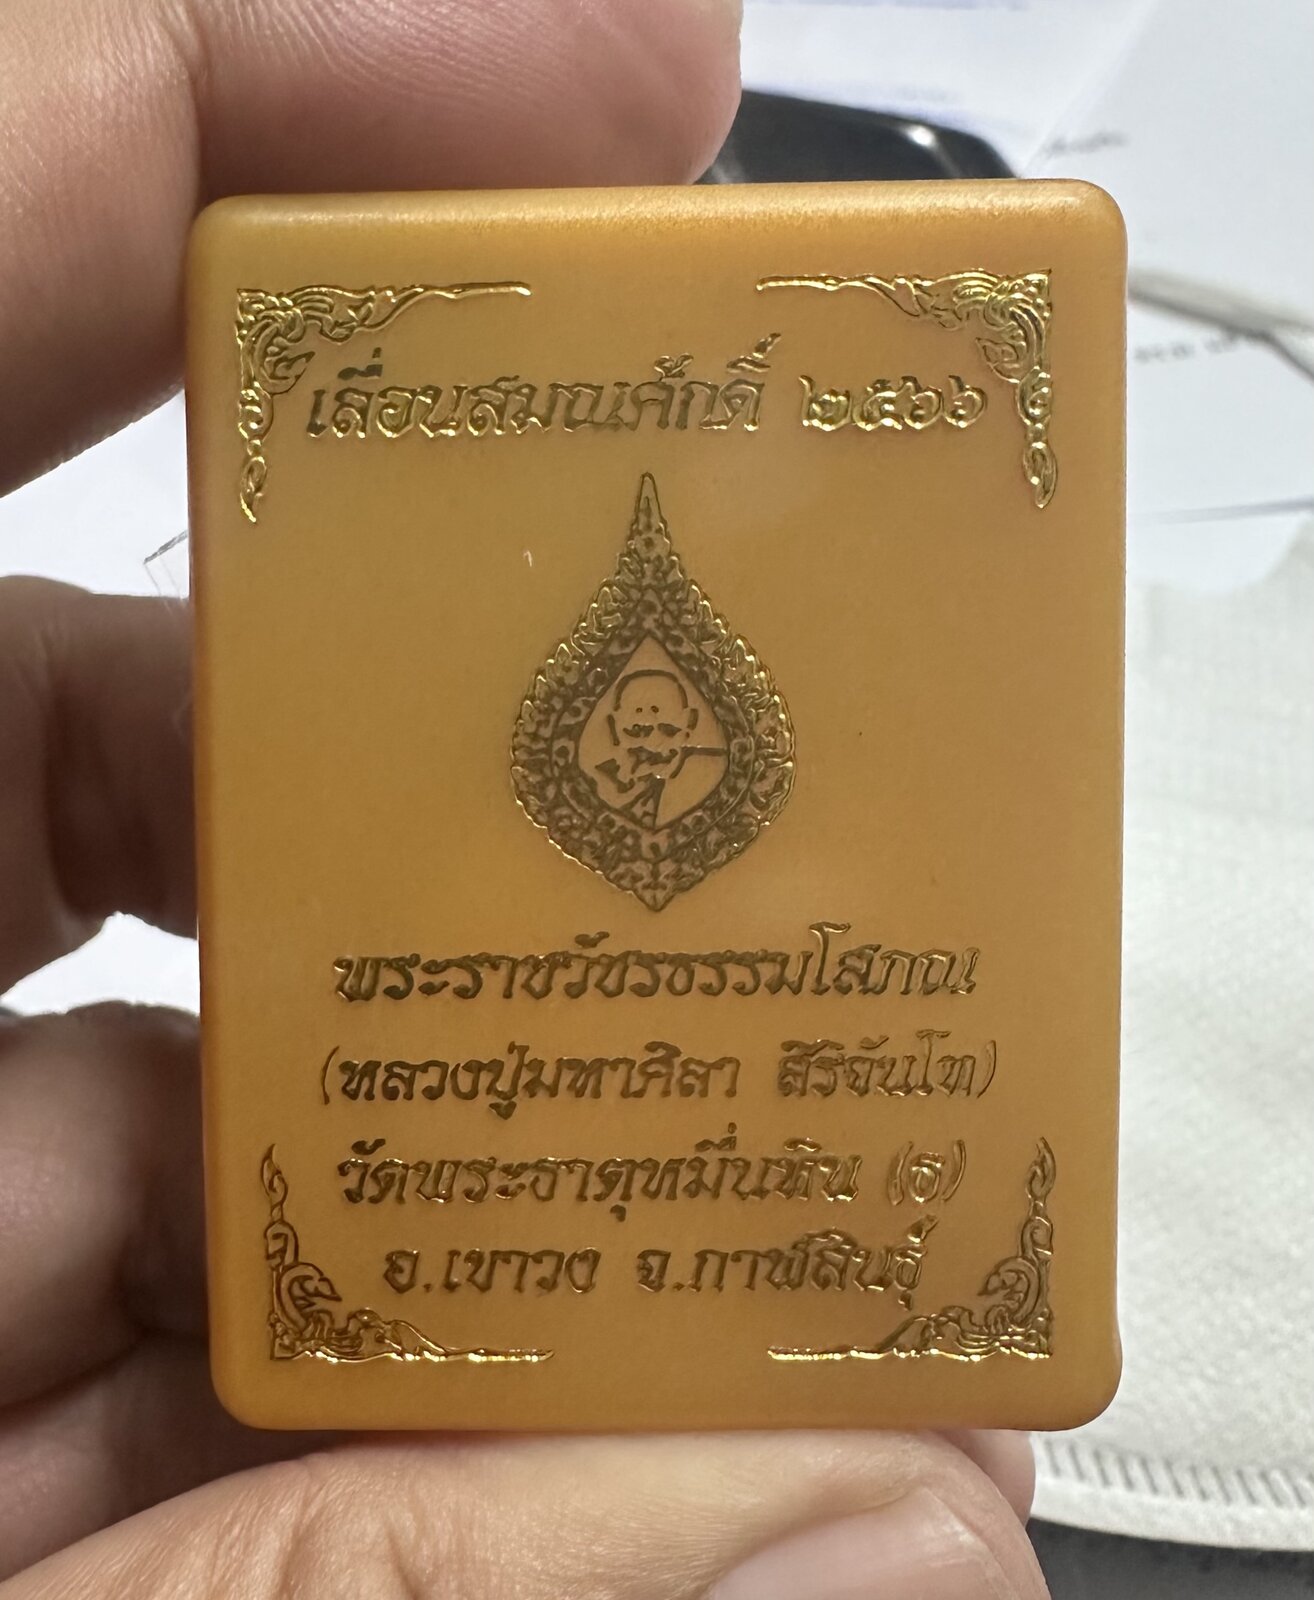 เลื่อนสมณศักดิ์ ๒๕๖๖
พระราชวัชรธรรมโสภณ
(หลวงปู่มหาศิลา สิริจันโท)
วัดพระธาตุหมื่นหิน (ธ)
อ.เขาวง จ.กาฬสินธุ์